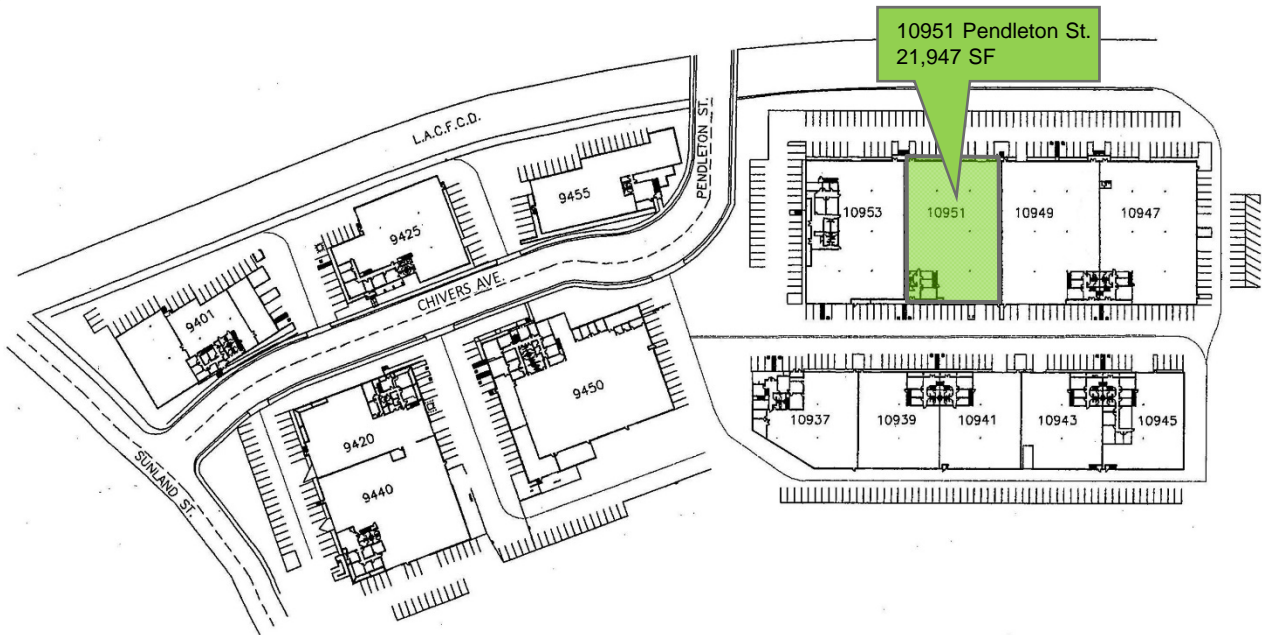 10951 Pendleton St.
21,947 SF
L.A.C.F.C.D.
PENDLETON ST.
9455
9425
CHIVERS AVE.
9401
10953
10951
10949
10947
9450
9420
9440
SUNLAND ST.
10937
10939
10941
10943
10945